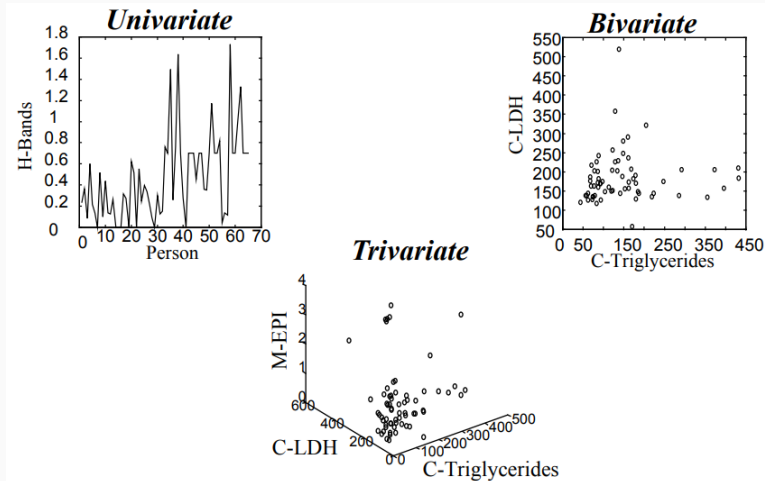 Univariate
1.8
1.6
1.4
1.2
1
0.8
0.6
0.4
0.2
0
H-Bands
0 10 20 30 40 50 60 70
Person
Bivariate
550
500
450
400
350
300
250
200
150
100
50
C-LDH
0 50 150 250 350 450
C-Triglycerides
Trivariate
4
3
2
1
0
M-EPI
600
400
200
0
C-LDH
0 100 200 300 400 500
C-Triglycerides